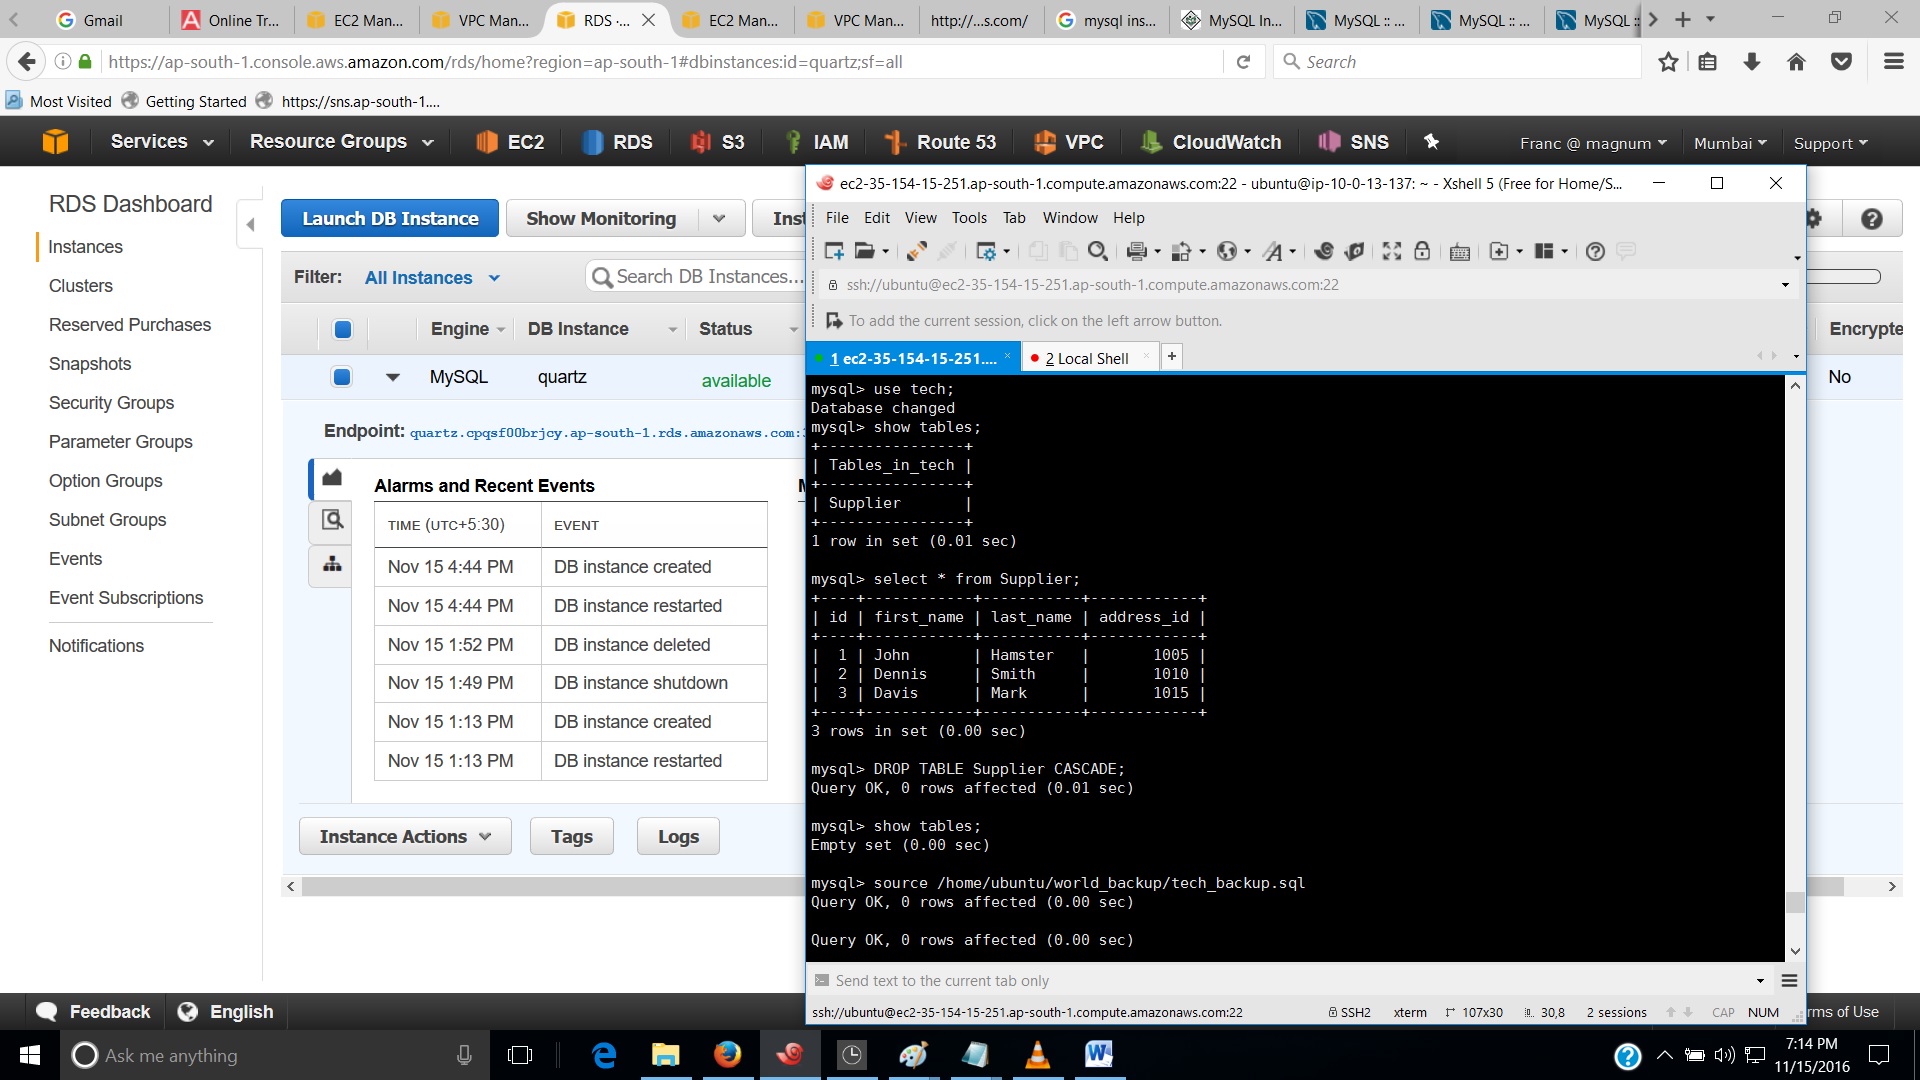 Gmail
Online Tr...
EC2 Man...
VPC Man...
RDS ·...
EC2 Man...
VPC Man...
http://...s.com/
mysql ins...
MySQL In...
MySQL :: ...
MySQL :: ...
MySQL ::
https://ap-south-1.console.aws.amazon.com/rds/home?region=ap-south-1#dbinstances:id=quartz;sf=all
Search
Most Visited
Getting Started
https://sns.ap-south-1....
Services
Resource Groups
EC2
RDS
S3
IAM
Route 53
VPC
CloudWatch
SNS
Franc @ magnum
Mumbai
Support
RDS Dashboard
Instances
Clusters
Reserved Purchases
Snapshots
Security Groups
Parameter Groups
Option Groups
Subnet Groups
Events
Event Subscriptions
Notifications
Launch DB Instance
Show Monitoring
Inst
Filter: All Instances
Search DB Instances...
Engine
DB Instance
Status
Encrypte
MySQL
quartz
available
No
Endpoint: quartz.cpqsf00brjcy.ap-south-1.rds.amazonaws.com:
Alarms and Recent Events
TIME (UTC+5:30) EVENT
Nov 15 4:44 PM DB instance created
Nov 15 4:44 PM DB instance restarted
Nov 15 1:52 PM DB instance deleted
Nov 15 1:49 PM DB instance shutdown
Nov 15 1:13 PM DB instance created
Nov 15 1:13 PM DB instance restarted
Instance Actions
Tags
Logs
ec2-35-154-15-251.ap-south-1.compute.amazonaws.com:22 - ubuntu@ip-10-0-13-137: ~ - Xshell 5 (Free for Home/S...
File Edit View Tools Tab Window Help
ssh://ubuntu@ec2-35-154-15-251.ap-south-1.compute.amazonaws.com:22
To add the current session, click on the left arrow button.
1 ec2-35-154-15-251....
2 Local Shell
mysql> use tech;
Database changed
mysql> show tables;
+----------------+
| Tables_in_tech |
+----------------+
| Supplier       |
+----------------+
1 row in set (0.01 sec)
mysql> select * from Supplier;
+----+------------+-----------+------------+
| id | first_name | last_name | address_id |
+----+------------+-----------+------------+
|  1 | John       | Hamster   |       1005 |
|  2 | Dennis     | Smith     |       1010 |
|  3 | Davis      | Mark      |       1015 |
+----+------------+-----------+------------+
3 rows in set (0.00 sec)
mysql> DROP TABLE Supplier CASCADE;
Query OK, 0 rows affected (0.01 sec)
mysql> show tables;
Empty set (0.00 sec)
mysql> source /home/ubuntu/world_backup/tech_backup.sql
Query OK, 0 rows affected (0.00 sec)
Query OK, 0 rows affected (0.00 sec)
Send text to the current tab only
ssh://ubuntu@ec2-35-154-15-251.ap-south-1.compute.amazonaws.com:22
SSH2
xterm
107x30
30,8
2 sessions
CAP
NUM
Feedback
English
rms of Use
Ask me anything
7:14 PM
11/15/2016